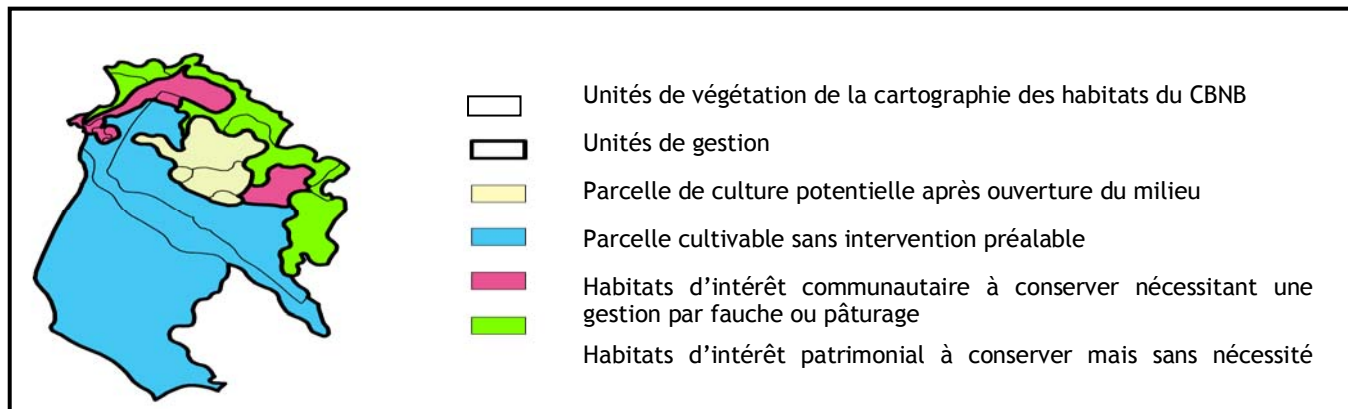 Unités de végétation de la cartographie des habitats du CBNB
Unités de gestion
Parcelle de culture potentielle après ouverture du milieu
Parcelle cultivable sans intervention préalable
Habitats d’intérêt communautaire à conserver nécessitant une
gestion par fauche ou pâturage
Habitats d’intérêt patrimonial à conserver mais sans nécessité